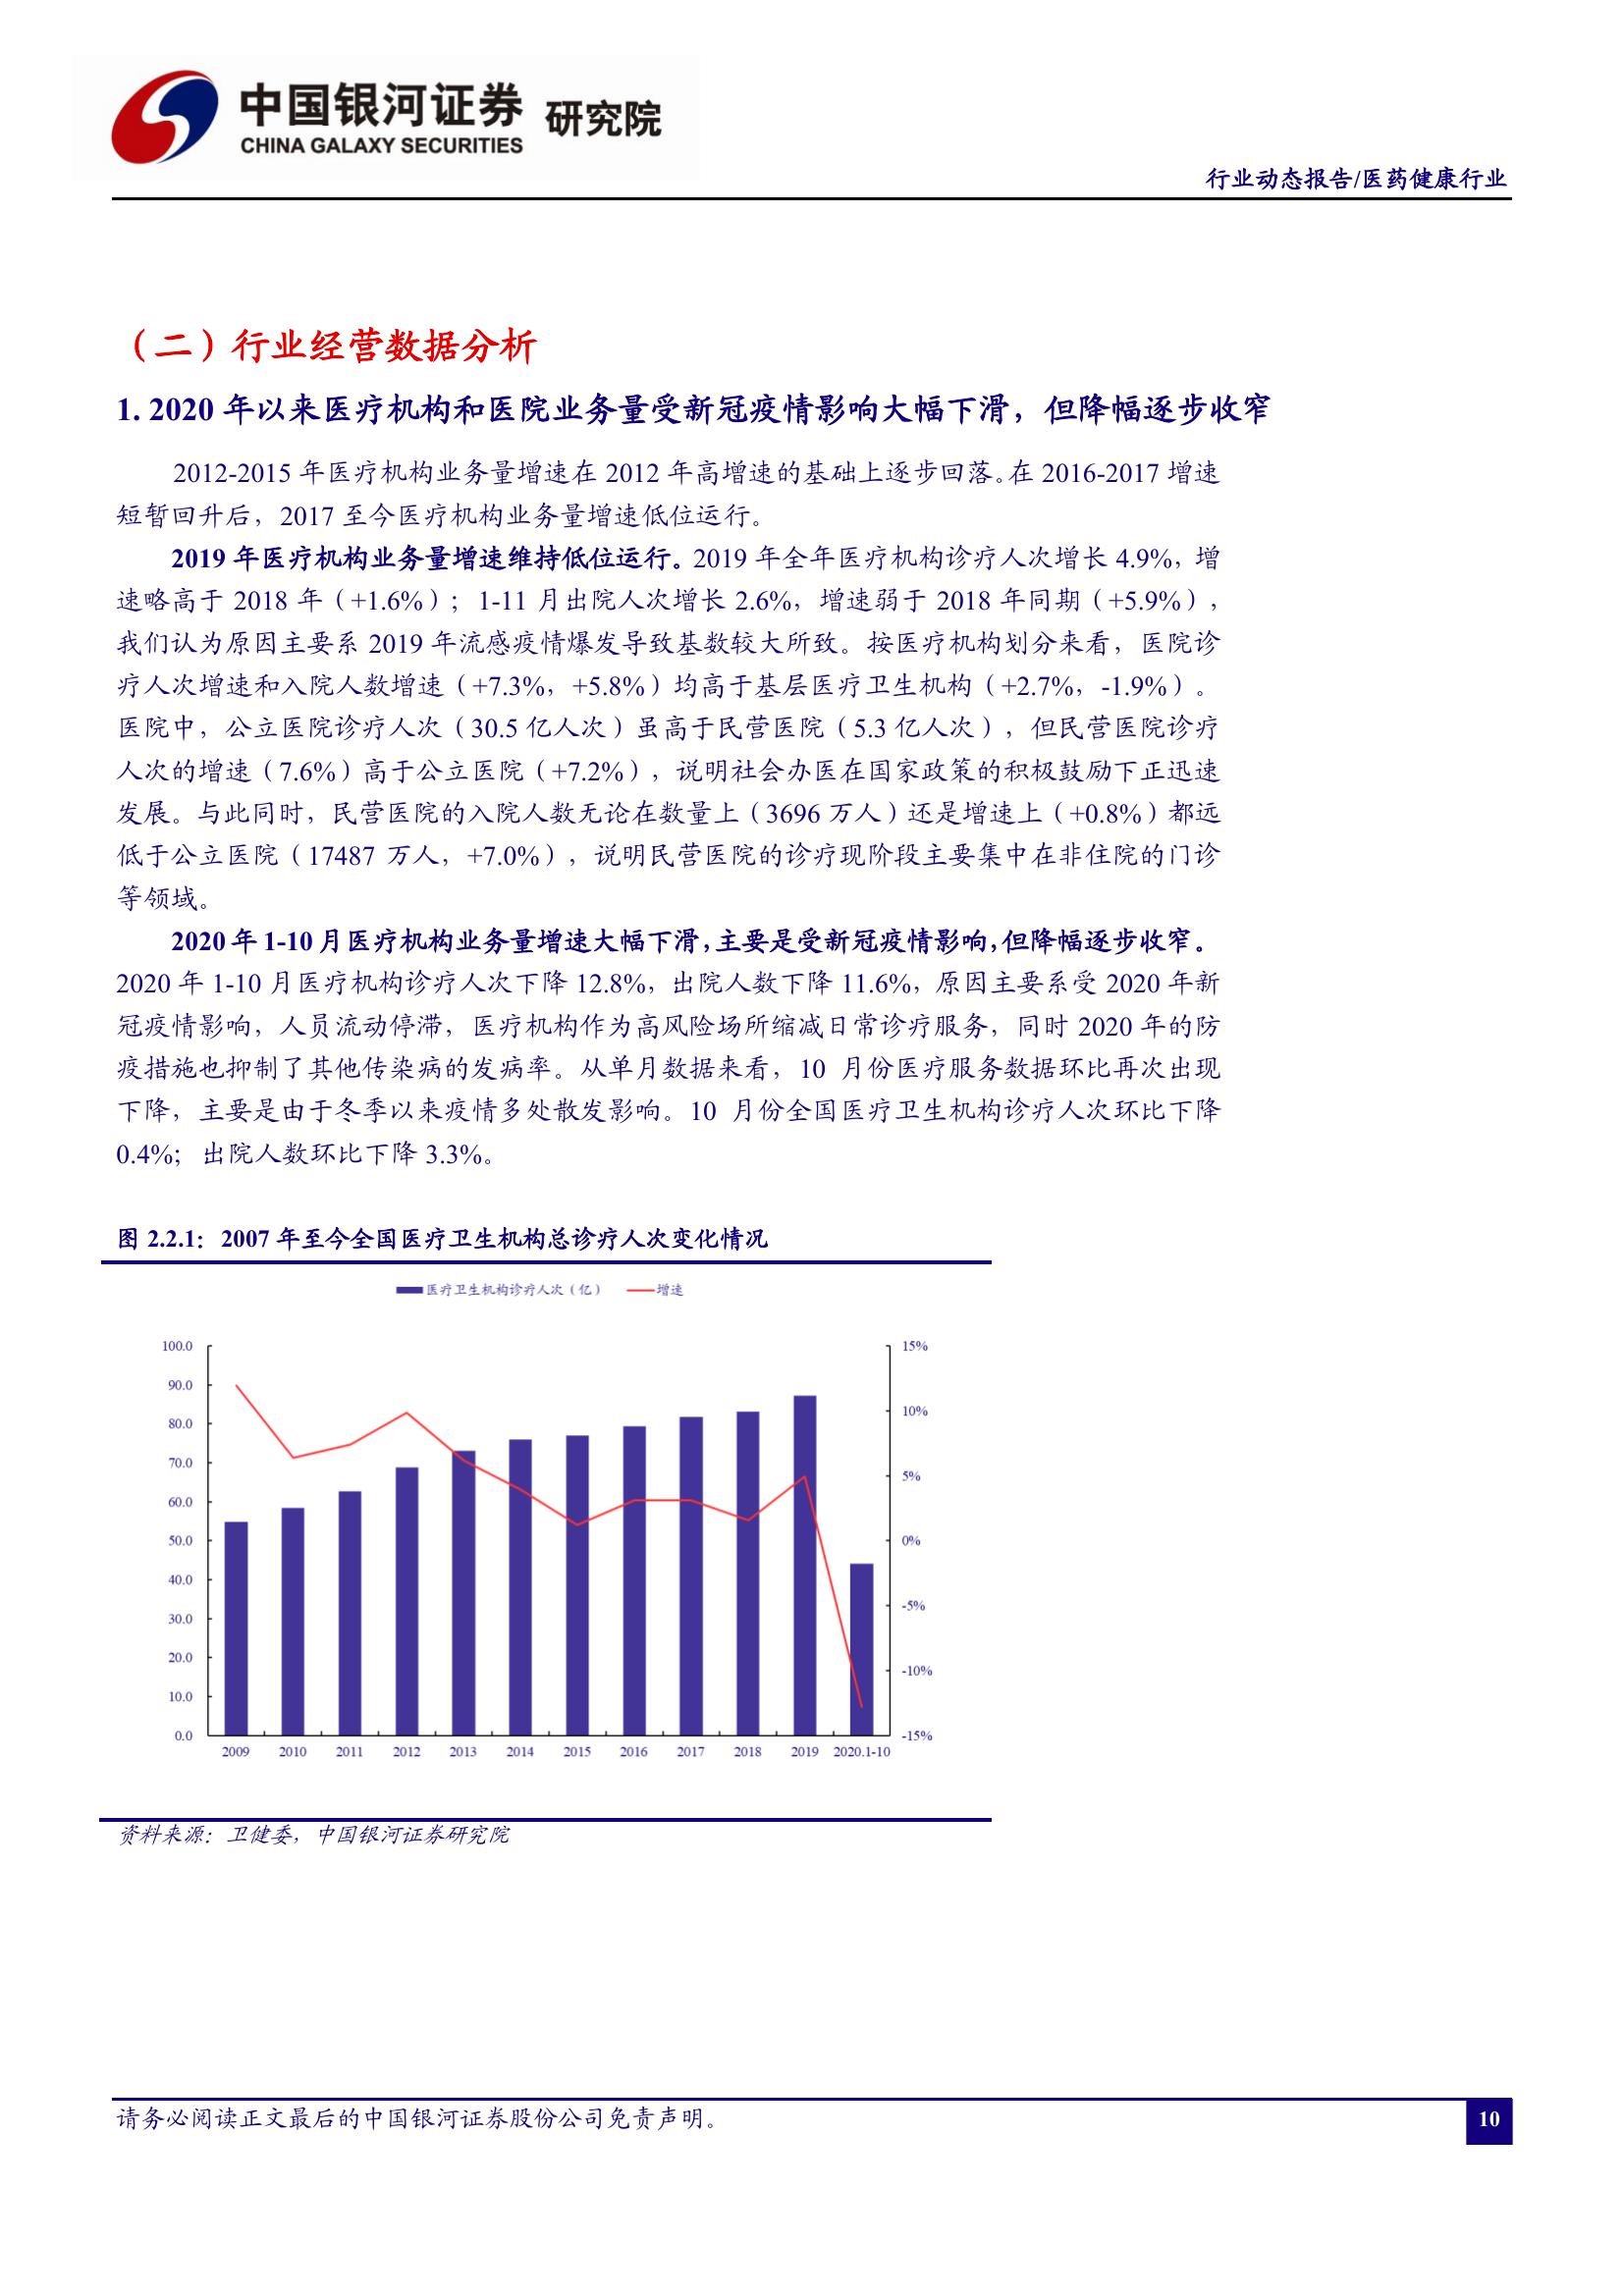 中国银河证券 研究院
CHINA GALAXY SECURITIES
行业动态报告/医药健康行业
（二）行业经营数据分析
1. 2020 年以来医疗机构和医院业务量受新冠疫情影响大幅下滑，但降幅逐步收窄
2012-2015 年医疗机构业务量增速在 2012 年高增速的基础上逐步回落。在 2016-2017 增速
短暂回升后，2017 至今医疗机构业务量增速低位运行。
2019 年医疗机构业务量增速维持低位运行。2019 年全年医疗机构诊疗人次增长 4.9%，增
速略高于 2018 年（+1.6%）；1-11 月出院人次增长 2.6%，增速弱于 2018 年同期（+5.9%），
我们认为原因主要系 2019 年流感疫情爆发导致基数较大所致。按医疗机构划分来看，医院诊
疗人次增速和入院人数增速（+7.3%，+5.8%）均高于基层医疗卫生机构（+2.7%，-1.9%）。
医院中，公立医院诊疗人次（30.5 亿人次）虽高于民营医院（5.3 亿人次），但民营医院诊疗
人次的增速（7.6%）高于公立医院（+7.2%），说明社会办医在国家政策的积极鼓励下正迅速
发展。与此同时，民营医院的入院人数无论在数量上（3696 万人）还是增速上（+0.8%）都远
低于公立医院（17487 万人，+7.0%），说明民营医院的诊疗现阶段主要集中在非住院的门诊
等领域。
2020 年 1-10 月医疗机构业务量增速大幅下滑，主要是受新冠疫情影响，但降幅逐步收窄。
2020 年 1-10 月医疗机构诊疗人次下降 12.8%，出院人数下降 11.6%，原因主要系受 2020 年新
冠疫情影响，人员流动停滞，医疗机构作为高风险场所缩减日常诊疗服务，同时 2020 年的防
疫措施也抑制了其他传染病的发病率。从单月数据来看，10 月份医疗服务数据环比再次出现
下降，主要是由于冬季以来疫情多处散发影响。10 月份全国医疗卫生机构诊疗人次环比下降
0.4%；出院人数环比下降 3.3%。
图 2.2.1：2007 年至今全国医疗卫生机构总诊疗人次变化情况
医疗卫生机构诊疗人次（亿） 增速
100.0 15%
90.0
80.0 10%
70.0
60.0 5%
50.0 0%
40.0
30.0 -5%
20.0
10.0 -10%
0.0 -15%
2009 2010 2011 2012 2013 2014 2015 2016 2017 2018 2019 2020.1-10
资料来源：卫健委，中国银河证券研究院
请务必阅读正文最后的中国银河证券股份公司免责声明。
10